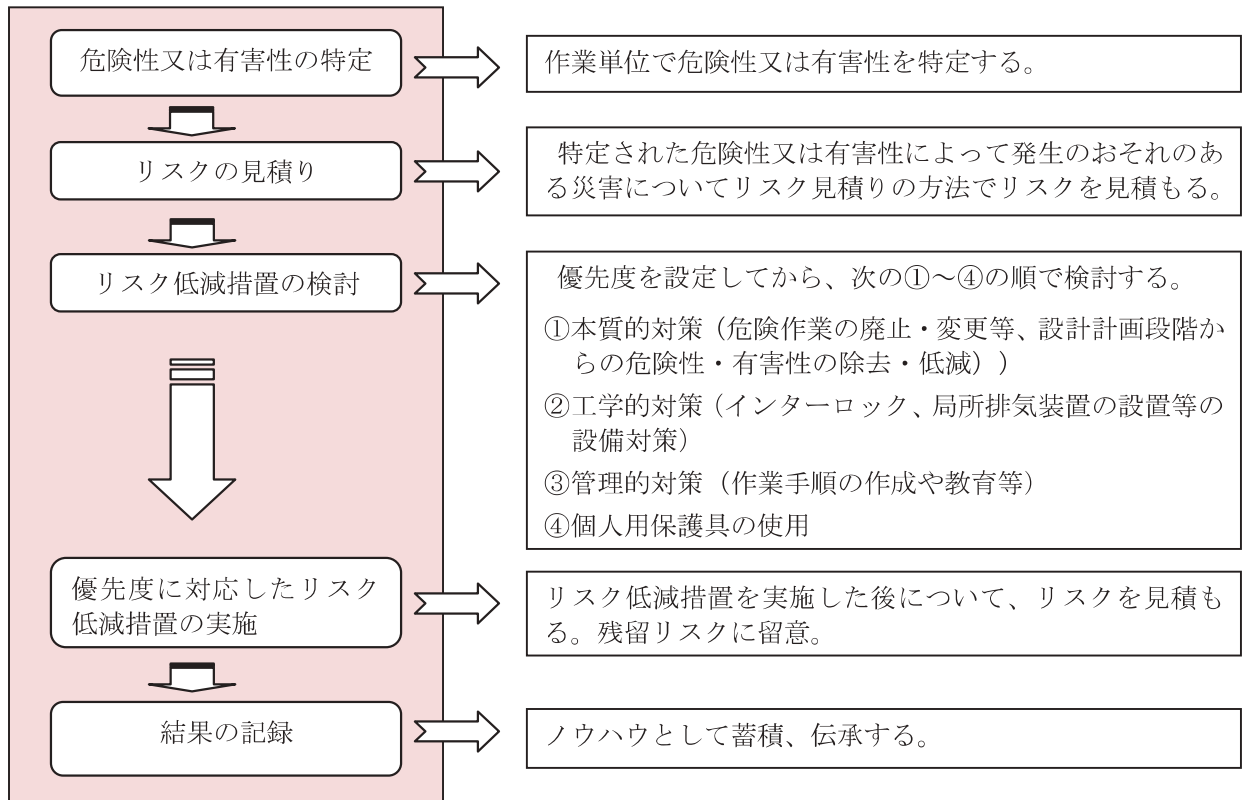 危険性又は有害性の特定
作業単位で危険性又は有害性を特定する。
リスクの見積り
特定された危険性又は有害性によって発生のおそれのあ
る災害についてリスク見積りの方法でリスクを見積もる。
リスク低減措置の検討
優先度を設定してから、次の①～④の順で検討する。
①本質的対策（危険作業の廃止・変更等、設計計画段階か
らの危険性・有害性の除去・低減））
②工学的対策（インターロック、局所排気装置の設置等の
設備対策）
③管理的対策（作業手順の作成や教育等）
④個人用保護具の使用
優先度に対応したリスク
低減措置の実施
リスク低減措置を実施した後について、リスクを見積も
る。残留リスクに留意。
結果の記録
ノウハウとして蓄積、伝承する。